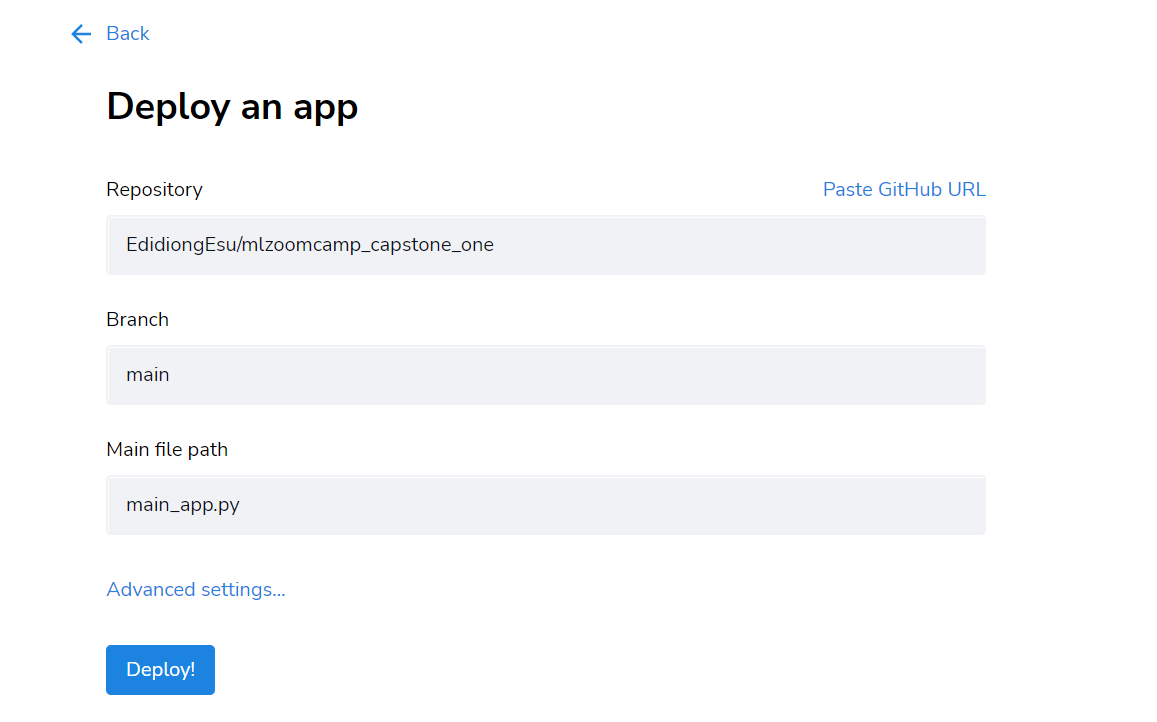 Back
Deploy an app
Repository
Paste GitHub URL
EdidiongEsu/mlzoomcamp_capstone_one
Branch
main
Main file path
main_app.py
Advanced settings...
Deploy!